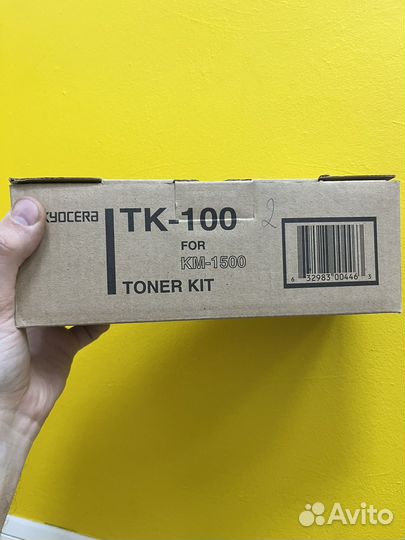 KYOCERA
TK-100
2
FOR
KM-1500
TONER KIT
6 32983 00446 3
Avito